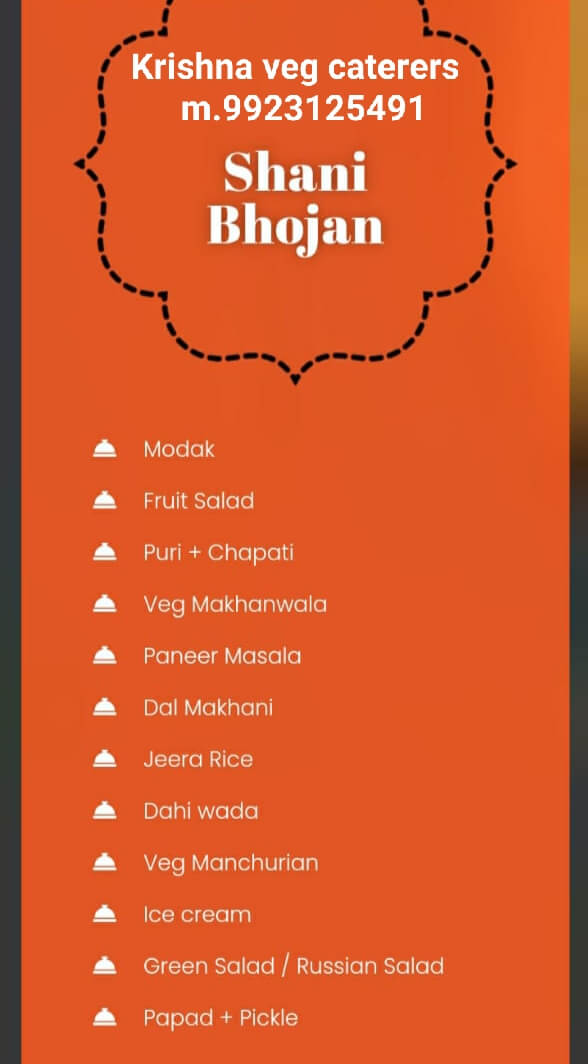 Krishna veg caterers
m.9923125491
Shani
Bhojan
Modak
Fruit Salad
Puri + Chapati
Veg Makhanwala
Paneer Masala
Dal Makhani
Jeera Rice
Dahi wada
Veg Manchurian
Ice cream
Green Salad / Russian Salad
Papad + Pickle